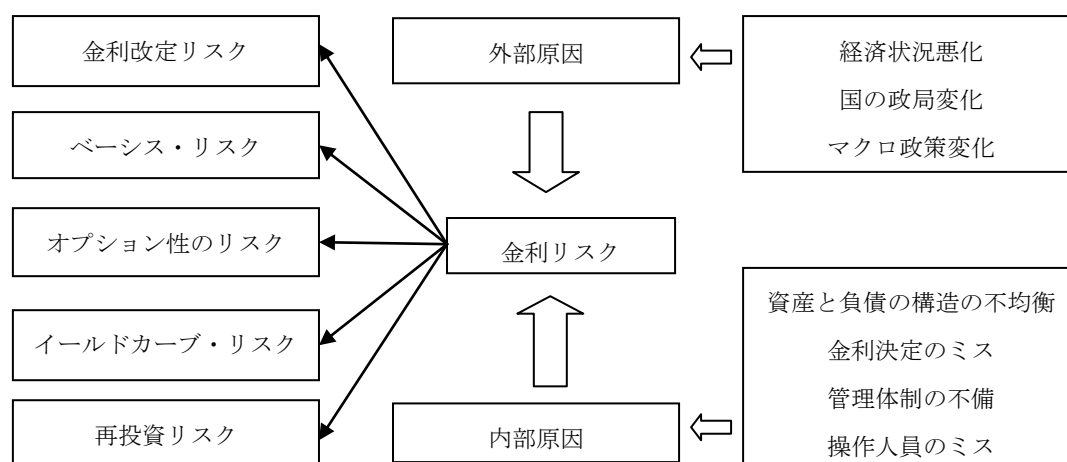 金利改定リスク
ベーシス・リスク
オプション性のリスク
イールドカーブ・リスク
再投資リスク
外部原因
金利リスク
内部原因
経済状況悪化
国の政局変化
マクロ政策変化
資産と負債の構造の不均衡
金利決定のミス
管理体制の不備
操作人員のミス